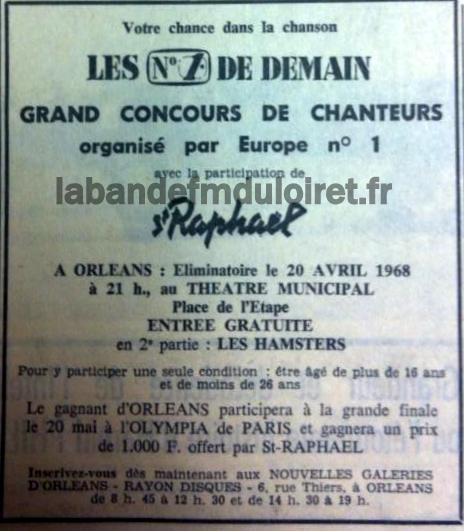 Votre chance dans la chanson
LES N° 1 DE DEMAIN
GRAND CONCOURS DE CHANTEURS
organisé par Europe n° 1
avec la participation de
labandefmduloiret.fr
St Raphaël
A ORLEANS : Eliminatoire le 20 AVRIL 1968
à 21 h., au THEATRE MUNICIPAL
Place de l'Etape
ENTREE GRATUITE
en 2e partie : LES HAMSTERS
Pour y participer une seule condition : être âgé de plus de 16 ans
et de moins de 26 ans
Le gagnant d'ORLEANS participera à la grande finale
le 20 mai à l'OLYMPIA de PARIS et gagnera un prix
de 1.000 F. offert par St-RAPHAEL
Inscrivez-vous dès maintenant aux NOUVELLES GALERIES
D'ORLEANS - RAYON DISQUES - 6, rue Thiers, à ORLEANS
de 8 h. 45 à 12 h. 30 et de 14 h. 30 à 19 h.